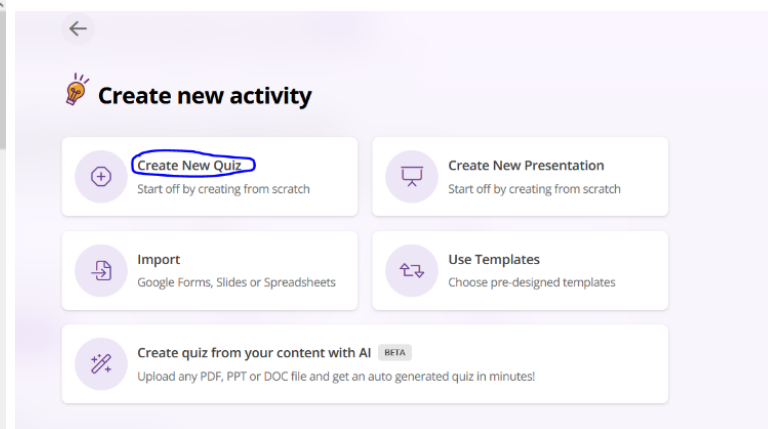 Create new activity
Create New Quiz
Start off by creating from scratch
Create New Presentation
Start off by creating from scratch
Import
Google Forms, Slides or Spreadsheets
Use Templates
Choose pre-designed templates
Create quiz from your content with AI BETA
Upload any PDF, PPT or DOC file and get an auto generated quiz in minutes!